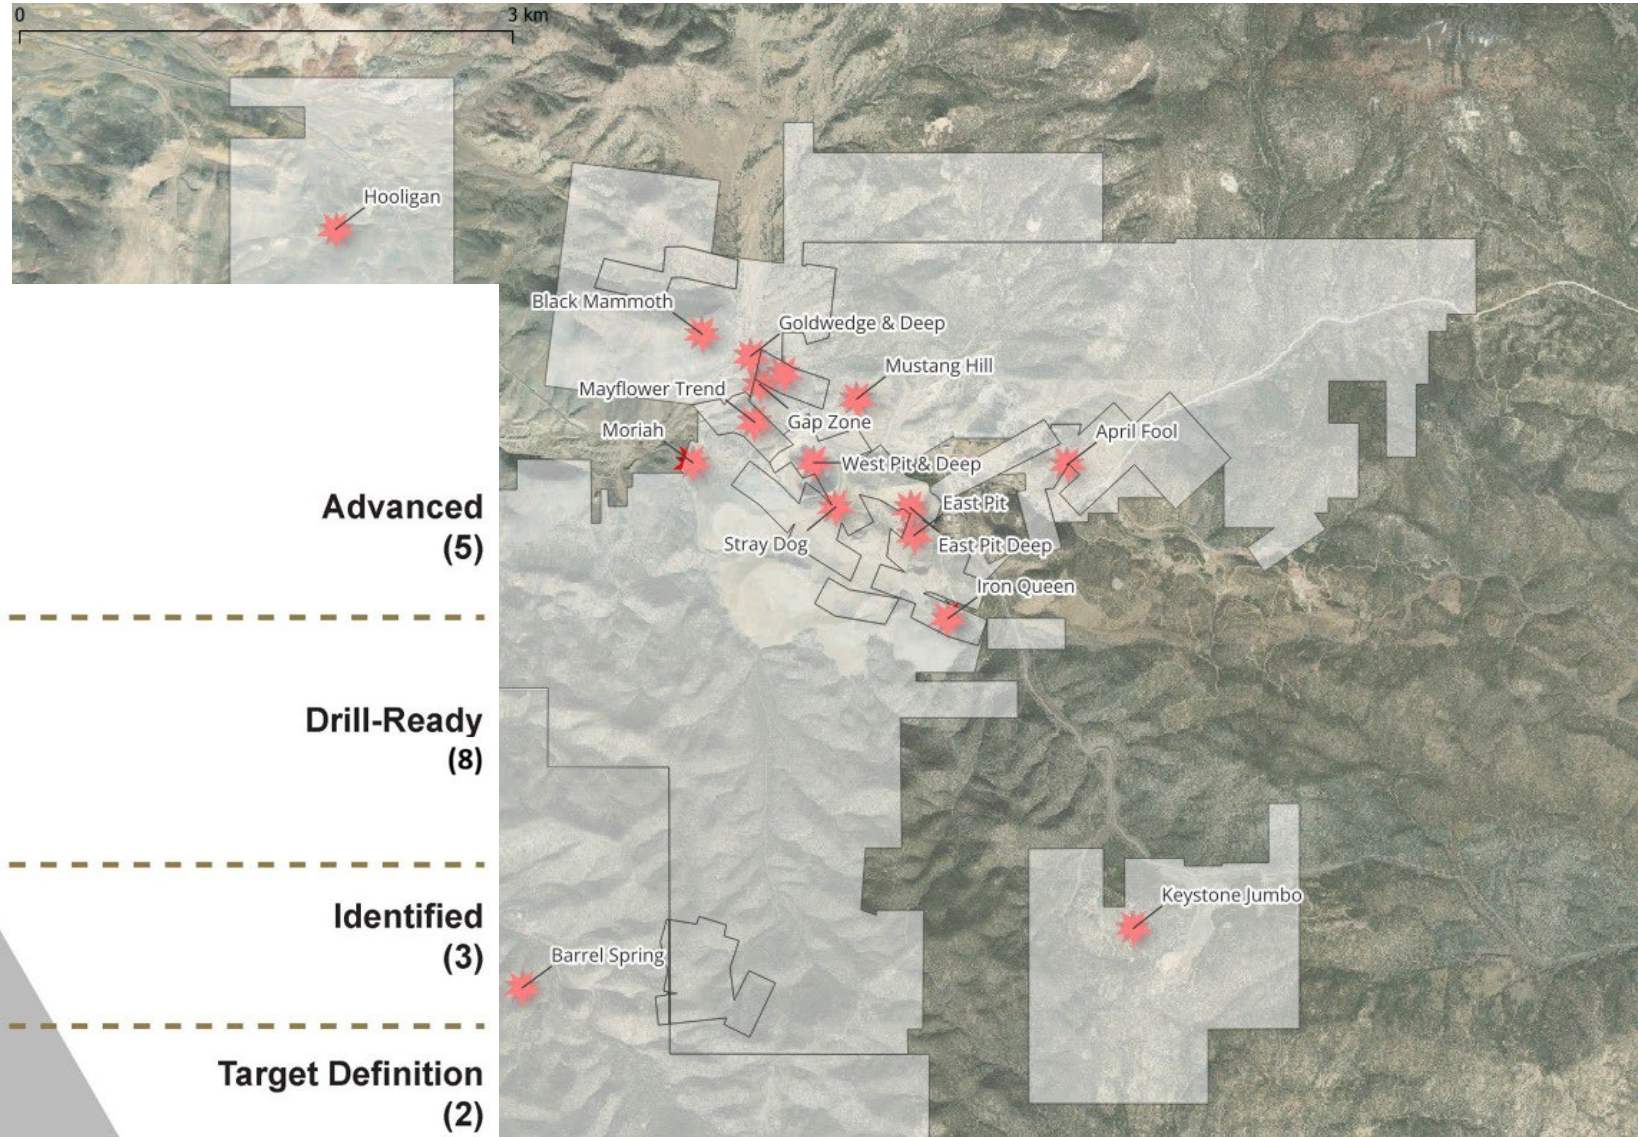 0 3 km
Hooligan
Black Mammoth
Goldwedge & Deep
Mustang Hill
Mayflower Trend
Gap Zone
Moriah
April Fool
West Pit & Deep
East Pit
Stray Dog
East Pit Deep
Iron Queen
Keystone Jumbo
Barrel Spring
Advanced
(5)
Drill-Ready
(8)
Identified
(3)
Target Definition
(2)